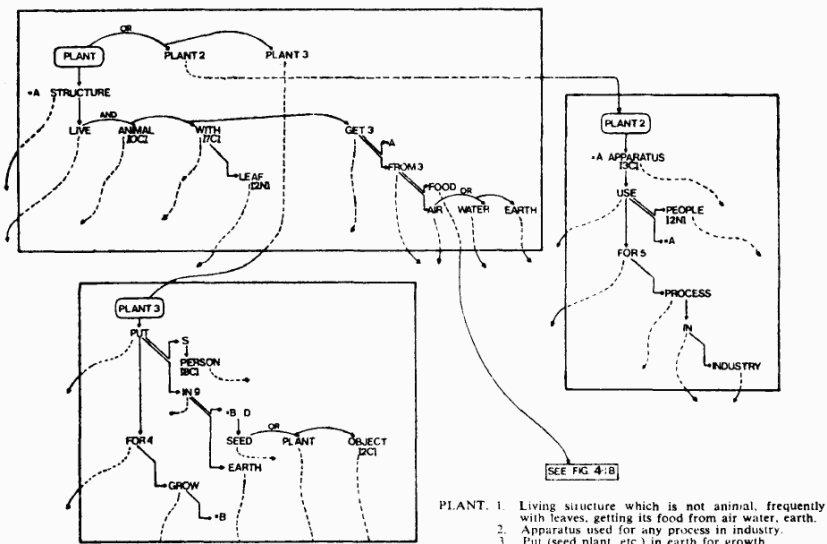 OR
PLANT PLANT 2 PLANT 3
=A STRUCTURE
AND
LIVE ANIMAL WITH GET 3
=A
FROM 3
LEAF
[2N]
FOOD
OR
AIR WATER EARTH
PLANT 2
=A APPARATUS
[3C]
USE
PEOPLE
[2N]
=A
FOR 5
PROCESS
IN
INDUSTRY
PLANT 3
PUT
S
PERSON
[8C]
IN 9
=B D
OR
FOR 4 SEED PLANT OBJECT
[2C]
EARTH
GROW
=B
SEE FIG. 4-B
PLANT. 1. Living structure which is not animal, frequently
with leaves, getting its food from air water, earth.
2. Apparatus used for any process in industry.
3. Put (seed plant, etc.) in earth for growth.